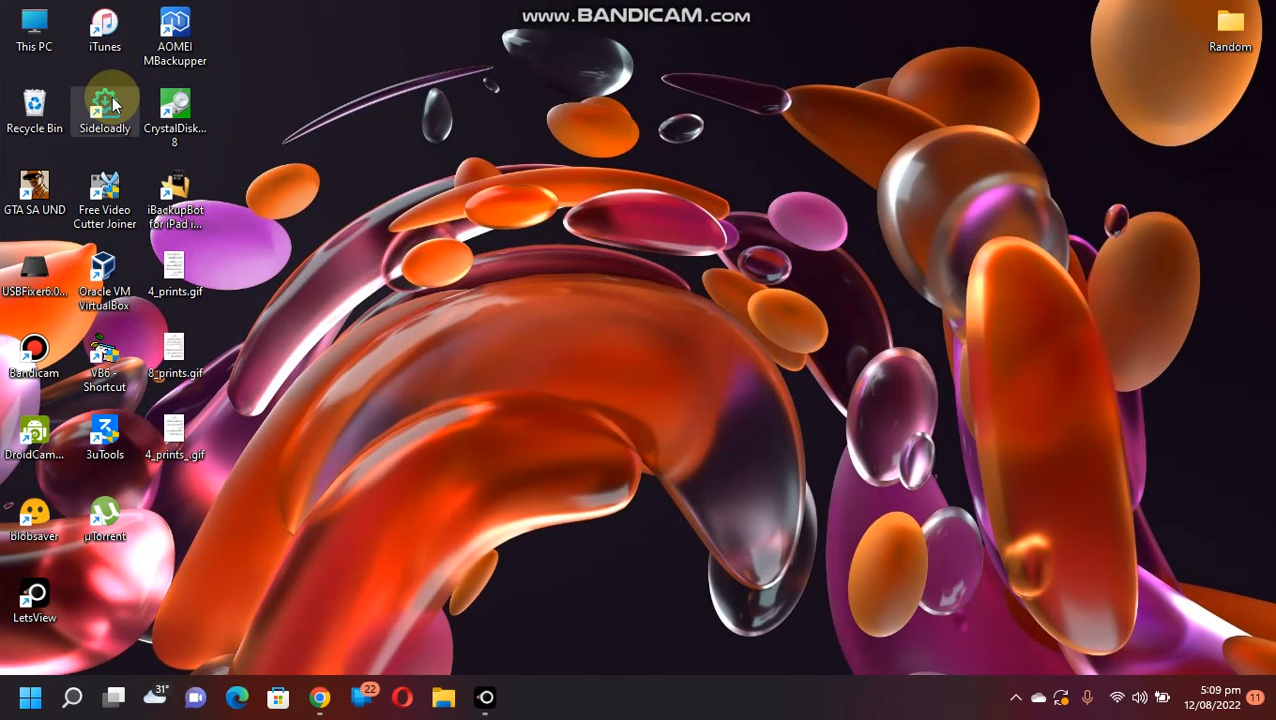 WWW.BANDICAM.COM
This PC
iTunes
AOMEI
MBackupper
Random
Recycle Bin
Sideloadly
CrystalDisk...
8
GTA SA UND
Free Video
Cutter Joiner
iBackupBot
for iPad i...
USBFixer6.0...
Oracle VM
VirtualBox
4_prints.gif
Bandicam
VB6 -
Shortcut
8_prints.gif
DroidCam...
3uTools
4_prints_.gif
blobsaver
µTorrent
LetsView
31°
22
5:09 pm
12/08/2022
11